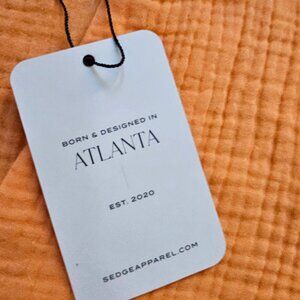 BORN & DESIGNED IN
ATLANTA
EST. 2020
SEDGEAPPAREL.COM